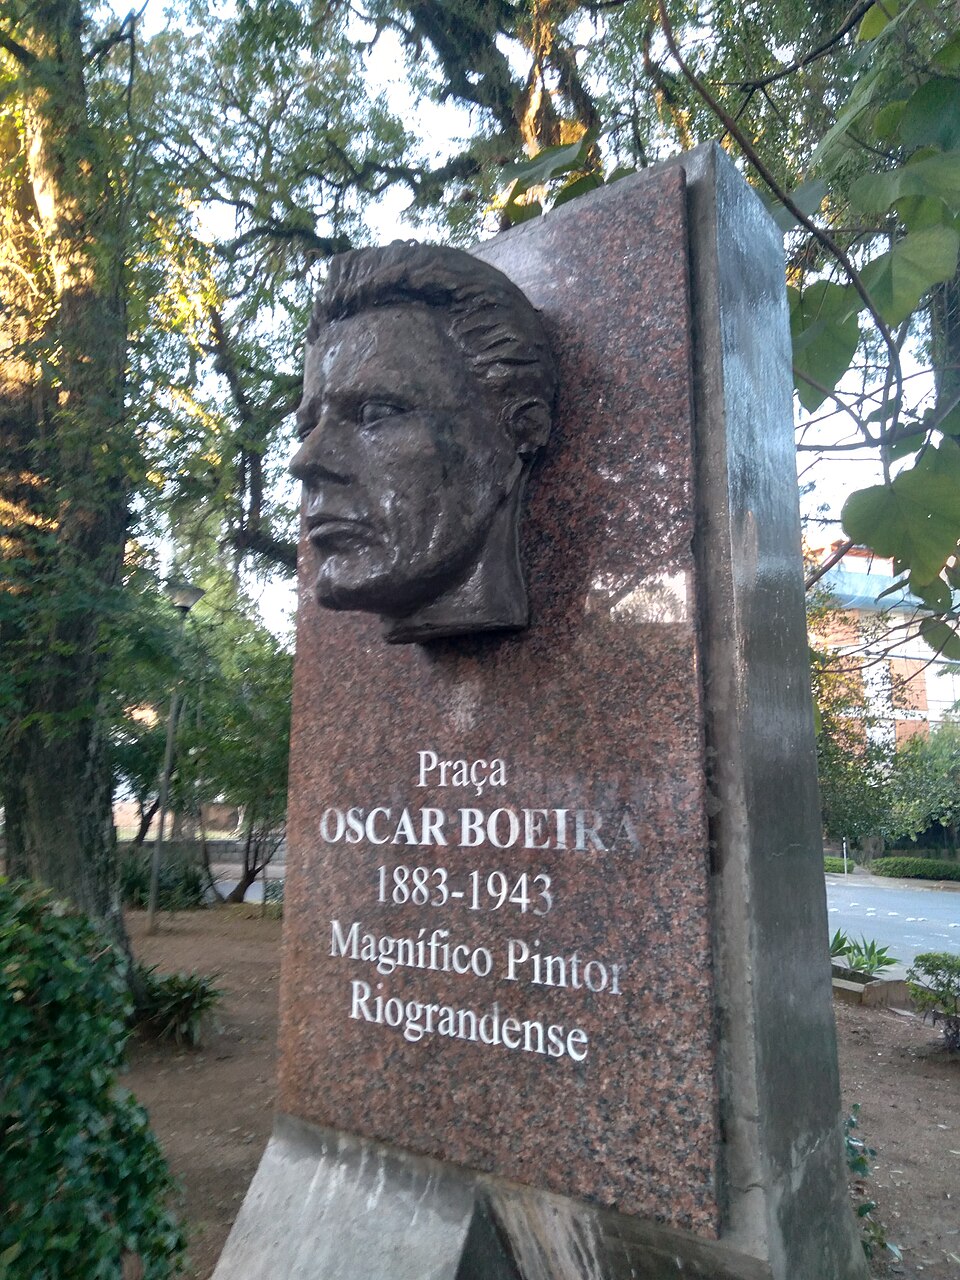 Praça
OSCAR BOEIRA
1883-1943
Magnífico Pintor
Riograndense